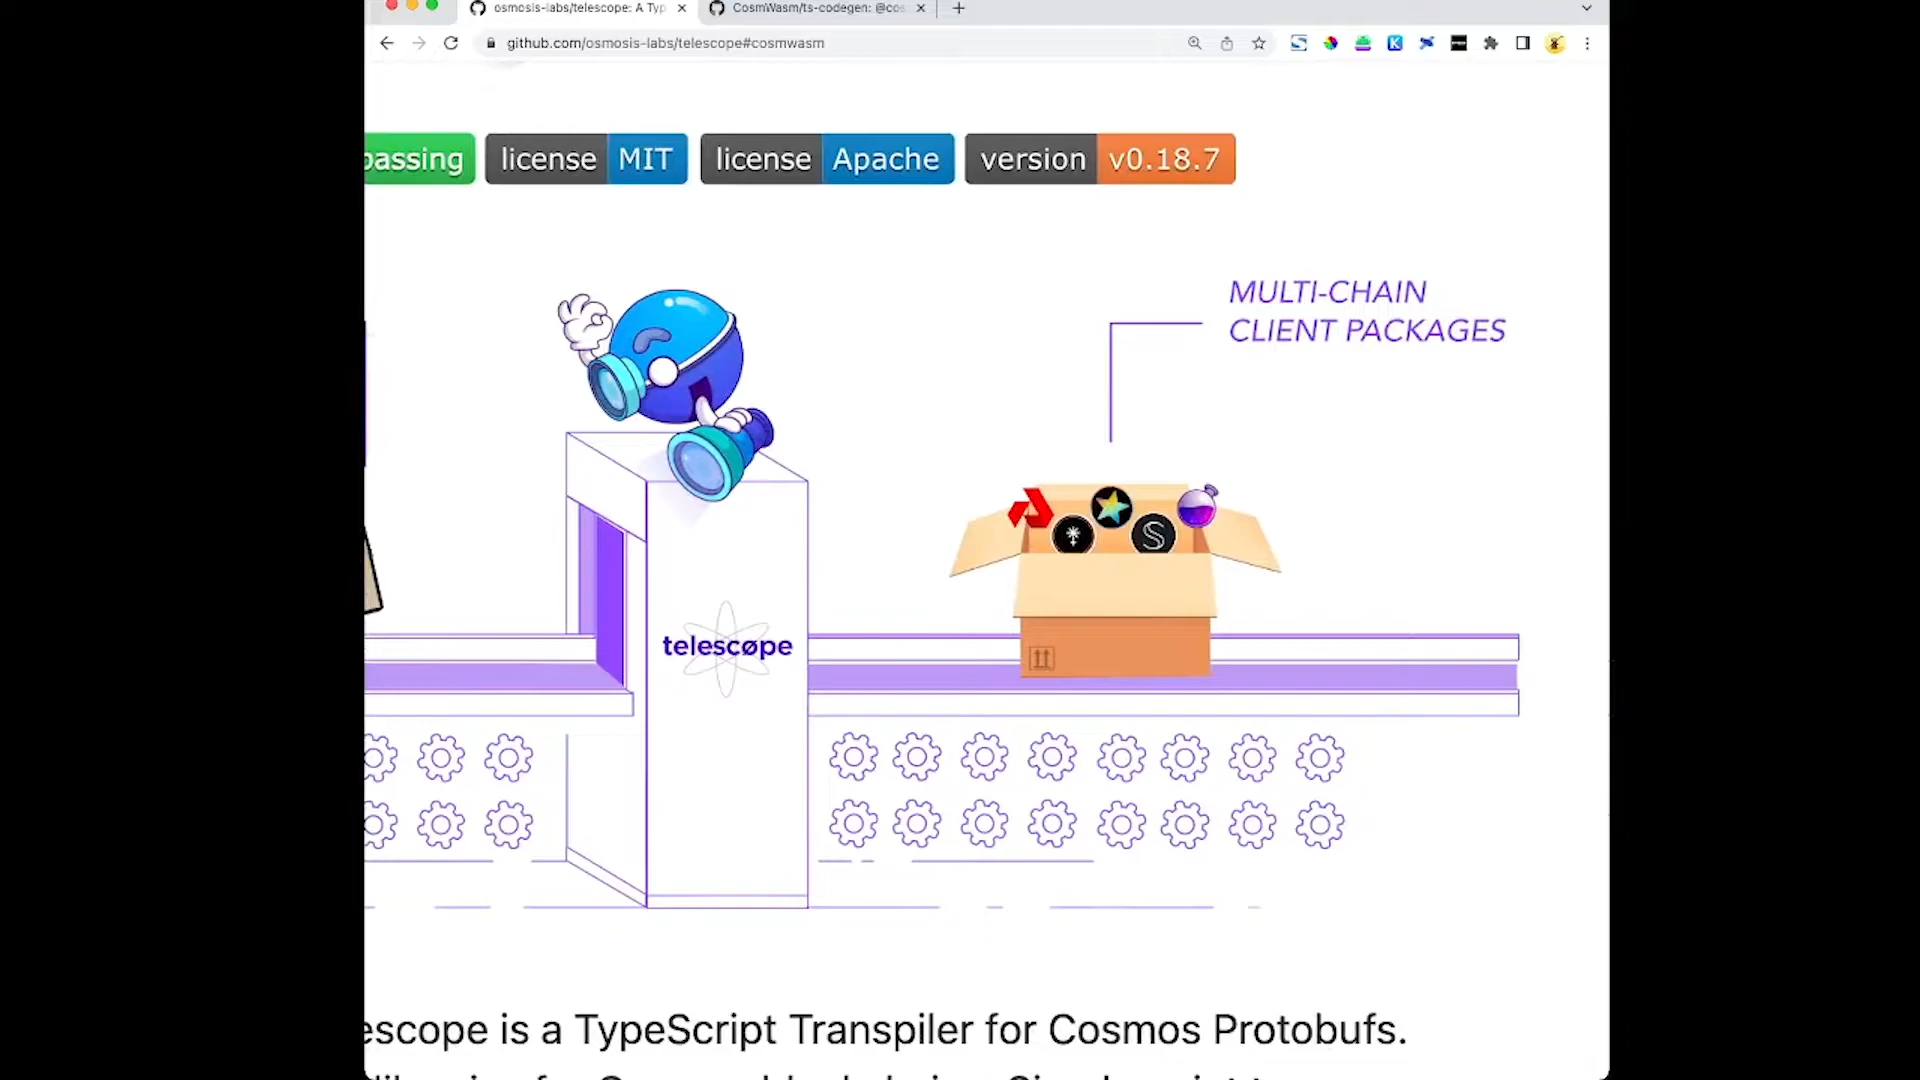 osmosis-labs/telescope: A Typ
CosmWasm/ts-codegen: @cos
github.com/osmosis-labs/telescope#cosmwasm
passing
license MIT
license Apache
version v0.18.7
MULTI-CHAIN
CLIENT PACKAGES
telescøpe
escope is a TypeScript Transpiler for Cosmos Protobufs.